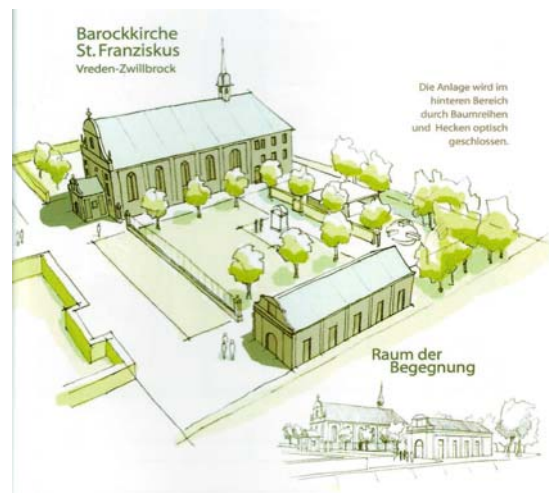 Barockkirche
St. Franziskus
Vreden-Zwillbrock
Die Anlage wird im
hinteren Bereich
durch Baumreihen
und Hecken optisch
geschlossen.
Raum der
Begegnung